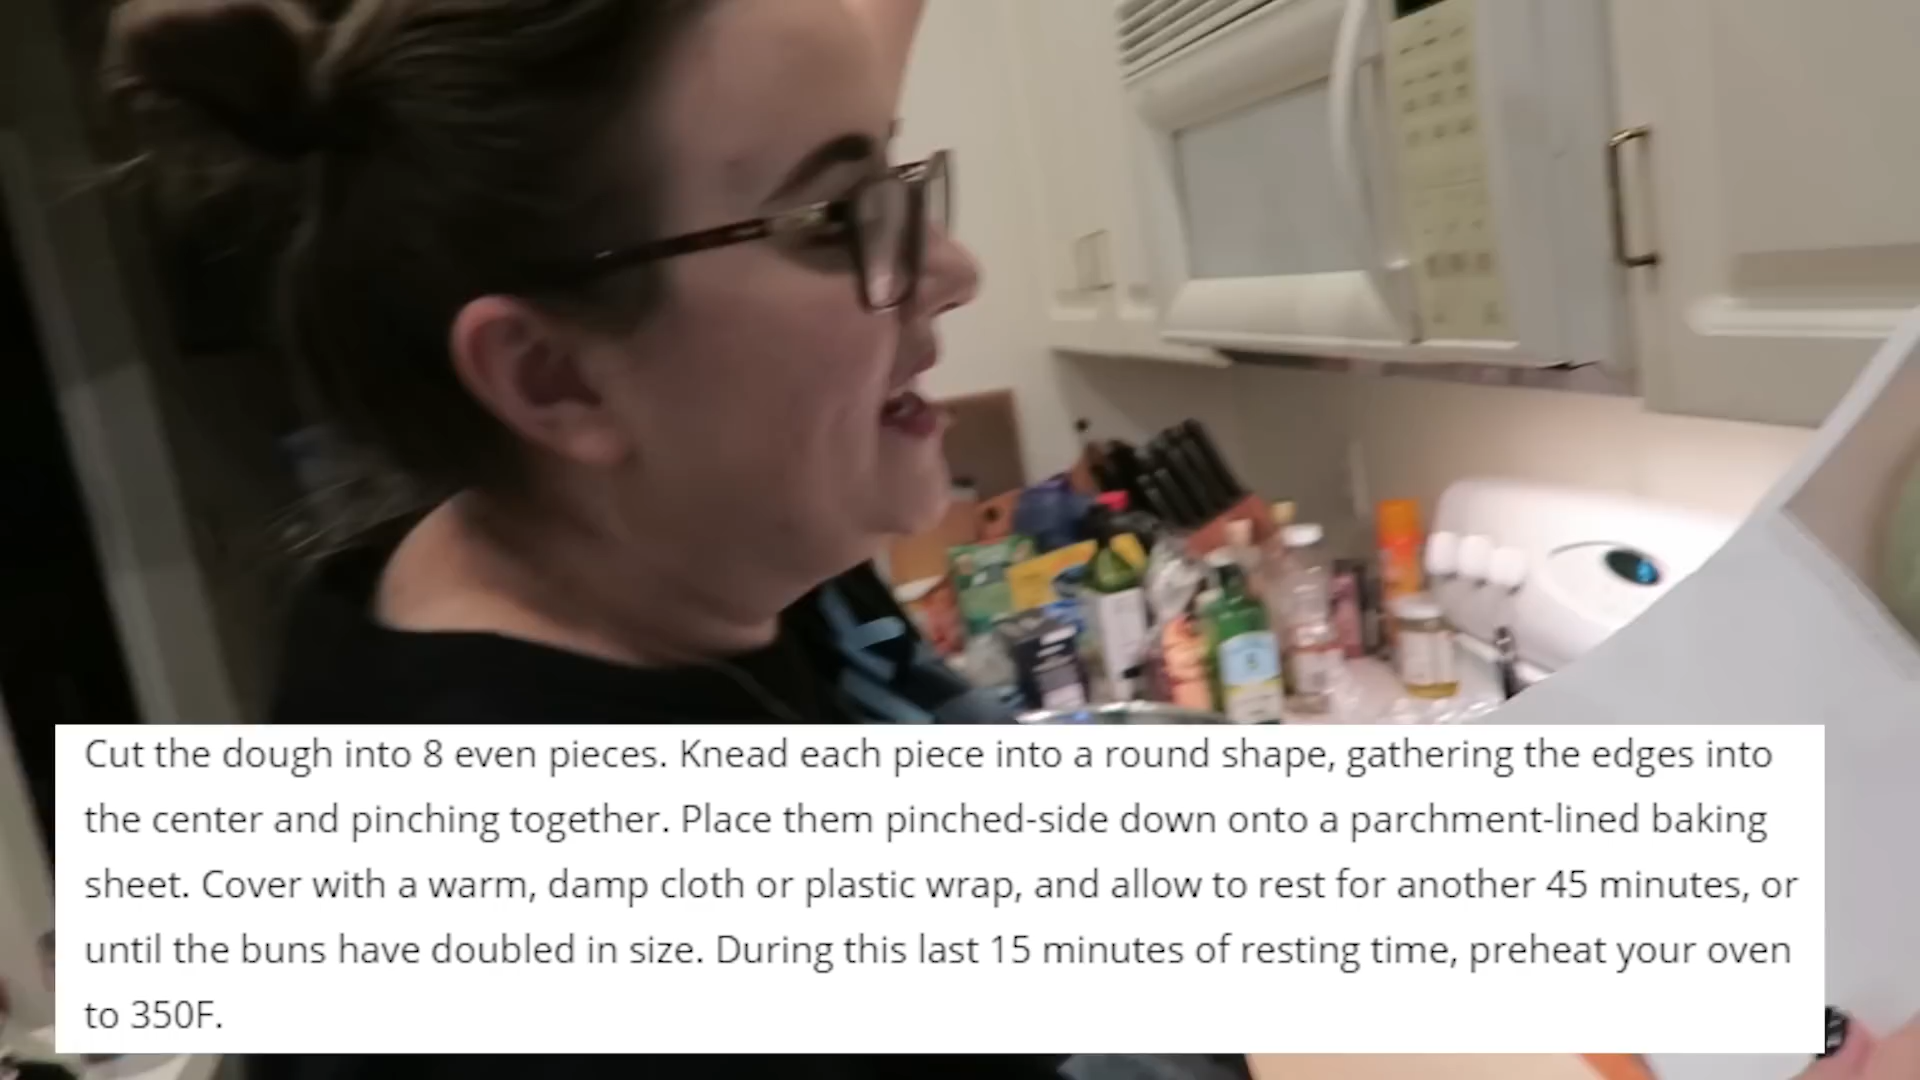 Cut the dough into 8 even pieces. Knead each piece into a round shape, gathering the edges into
the center and pinching together. Place them pinched-side down onto a parchment-lined baking
sheet. Cover with a warm, damp cloth or plastic wrap, and allow to rest for another 45 minutes, or
until the buns have doubled in size. During this last 15 minutes of resting time, preheat your oven
to 350F.